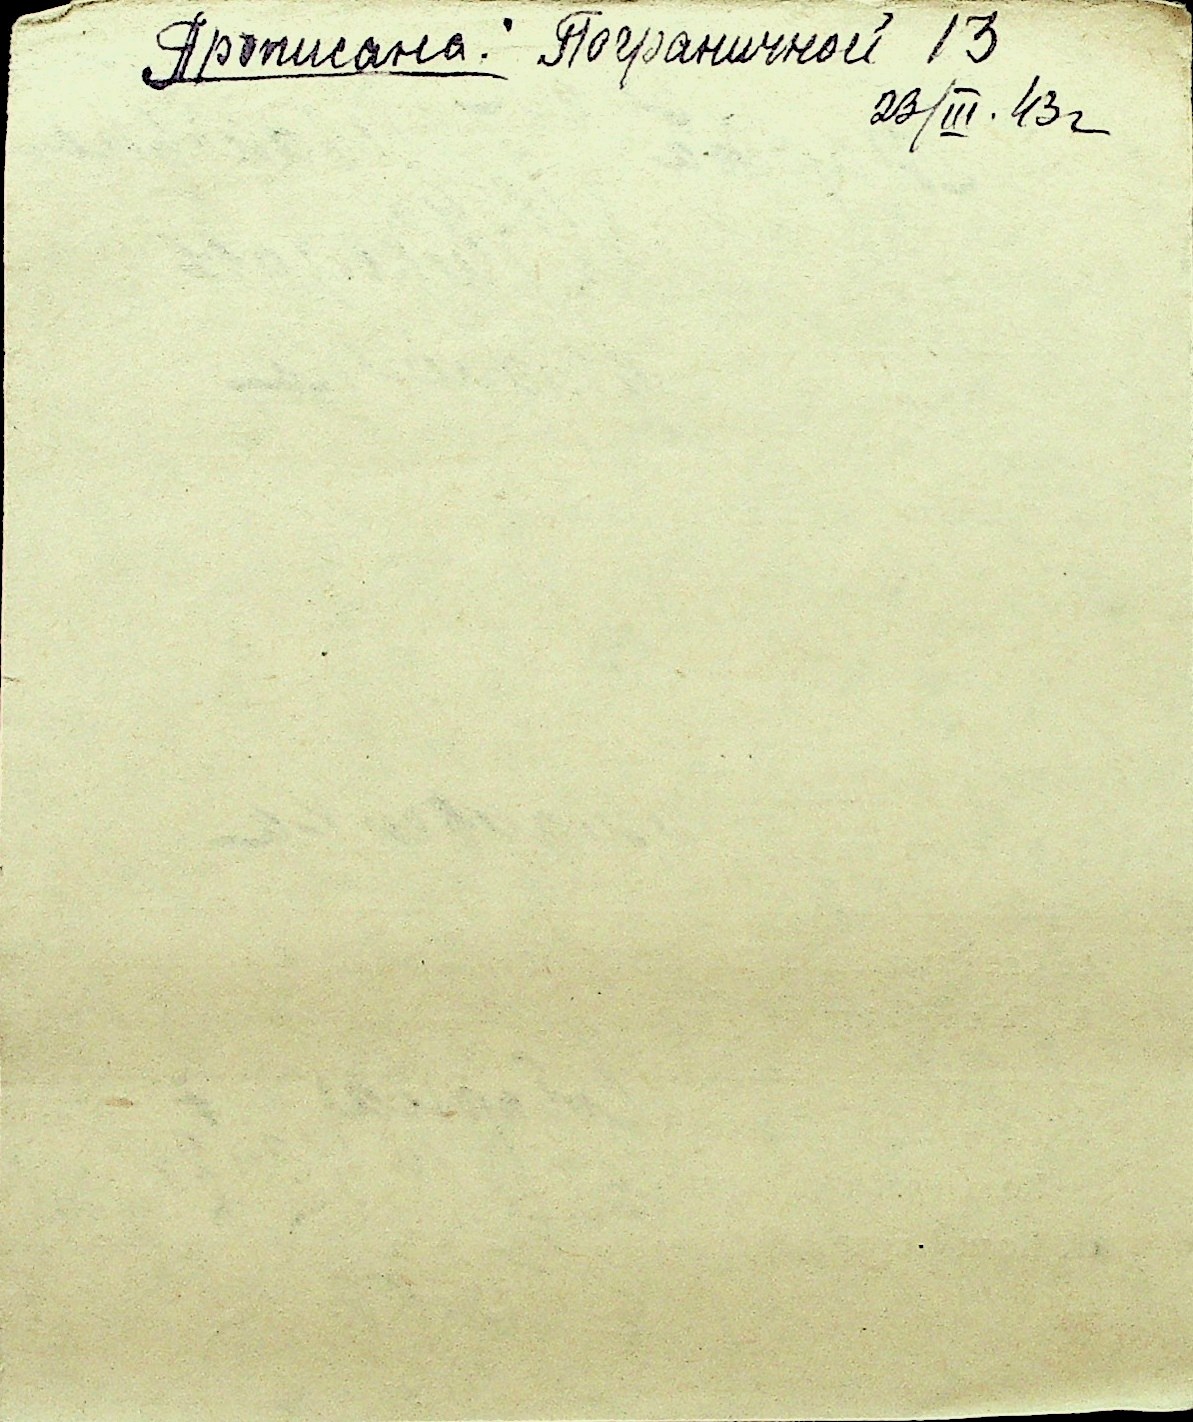 Прописана: Пограничной 13
23/III. 43г